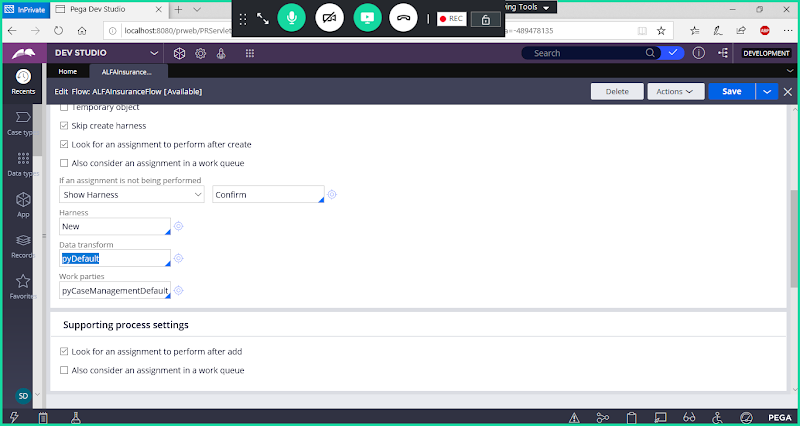 InPrivate
Pega Dev Studio
REC
ving Tools
localhost:8080/prweb/PRServlet
a=-489478135
ABP
DEV STUDIO
Search
DEVELOPMENT
Recents
Home
ALFAInsurance...
Edit Flow: ALFAInsuranceFlow [Available]
Delete
Actions
Save
Temporary object
Skip create harness
Look for an assignment to perform after create
Also consider an assignment in a work queue
If an assignment is not being performed
Show Harness
Confirm
Harness
New
Data transform
pyDefault
Work parties
pyCaseManagementDefault
Supporting process settings
Look for an assignment to perform after add
Also consider an assignment in a work queue
Case typ
Data type
App
Record
Favorite
SD
PEGA